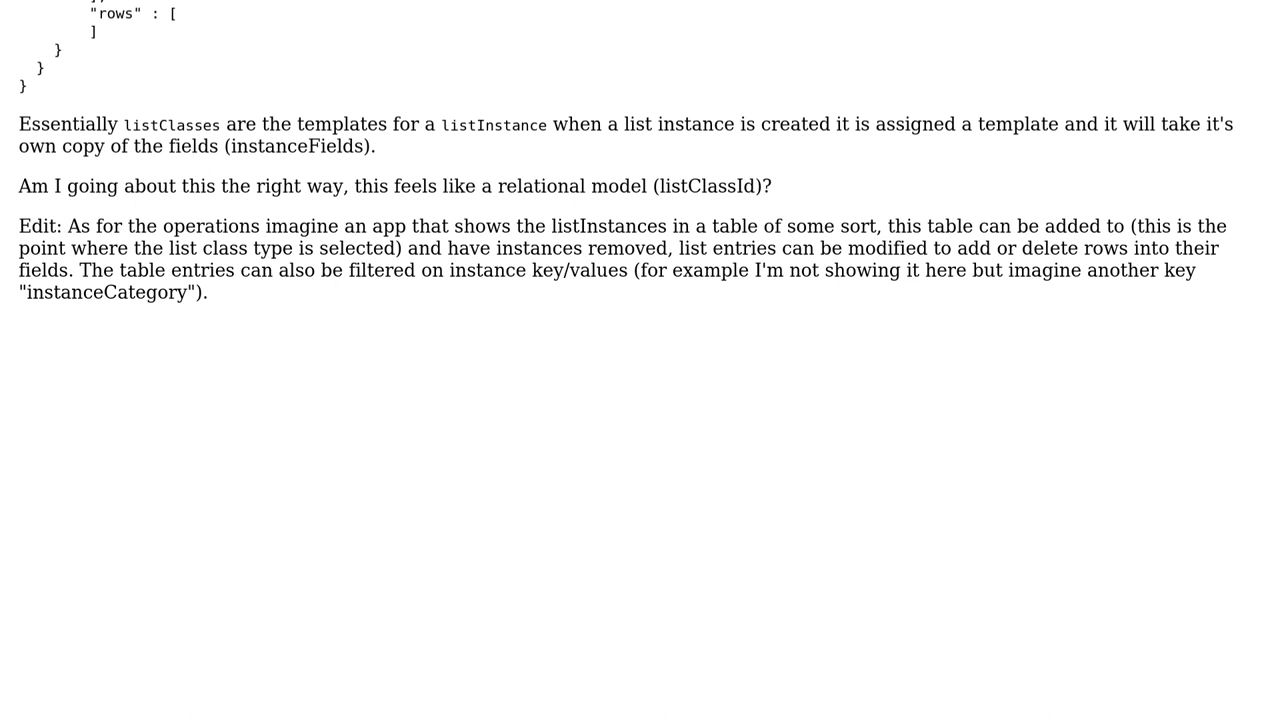 "rows" : [
]
}
}
}
Essentially listClasses are the templates for a listInstance when a list instance is created it is assigned a template and it will take it's
own copy of the fields (instanceFields).
Am I going about this the right way, this feels like a relational model (listClassId)?
Edit: As for the operations imagine an app that shows the listInstances in a table of some sort, this table can be added to (this is the
point where the list class type is selected) and have instances removed, list entries can be modified to add or delete rows into their
fields. The table entries can also be filtered on instance key/values (for example I'm not showing it here but imagine another key
"instanceCategory").